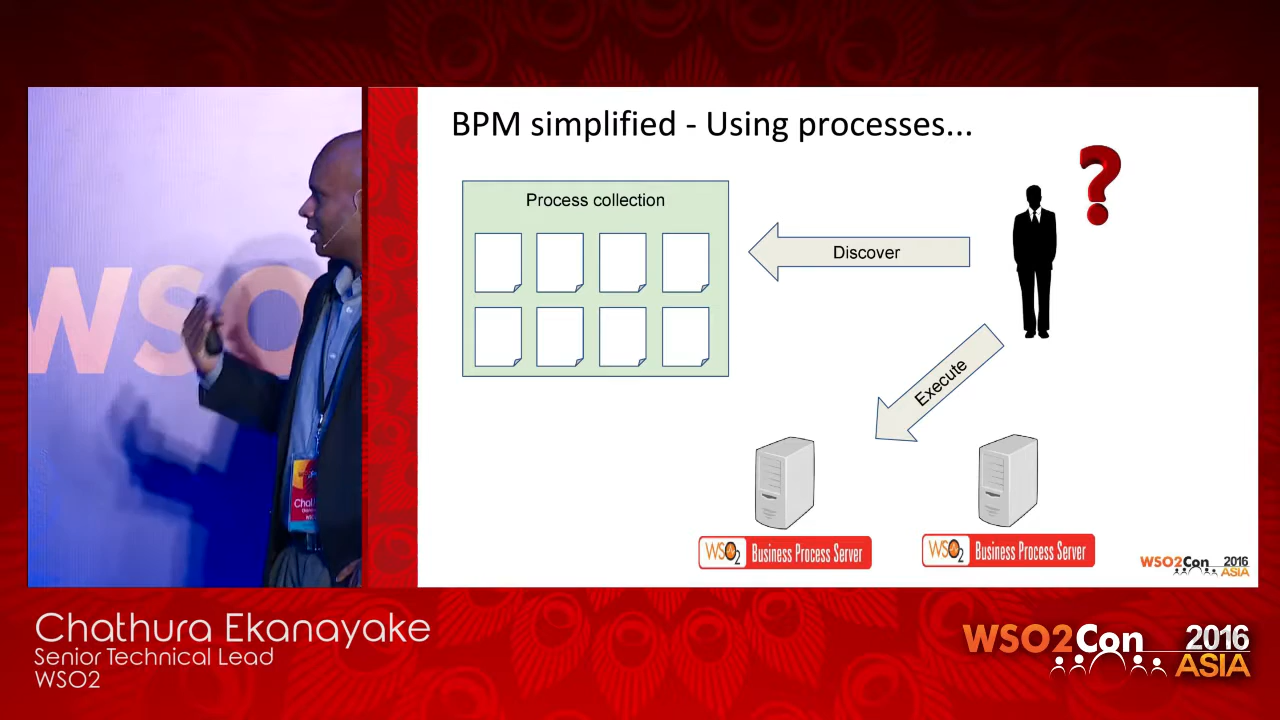 BPM simplified - Using processes...
Process collection
Discover
Execute
WSO2 Business Process Server
WSO2 Business Process Server
WSO2Con 2016
ASIA
WSO
Chathura Ekanayake
Senior Technical Lead
WSO2
WSO2Con 2016
ASIA